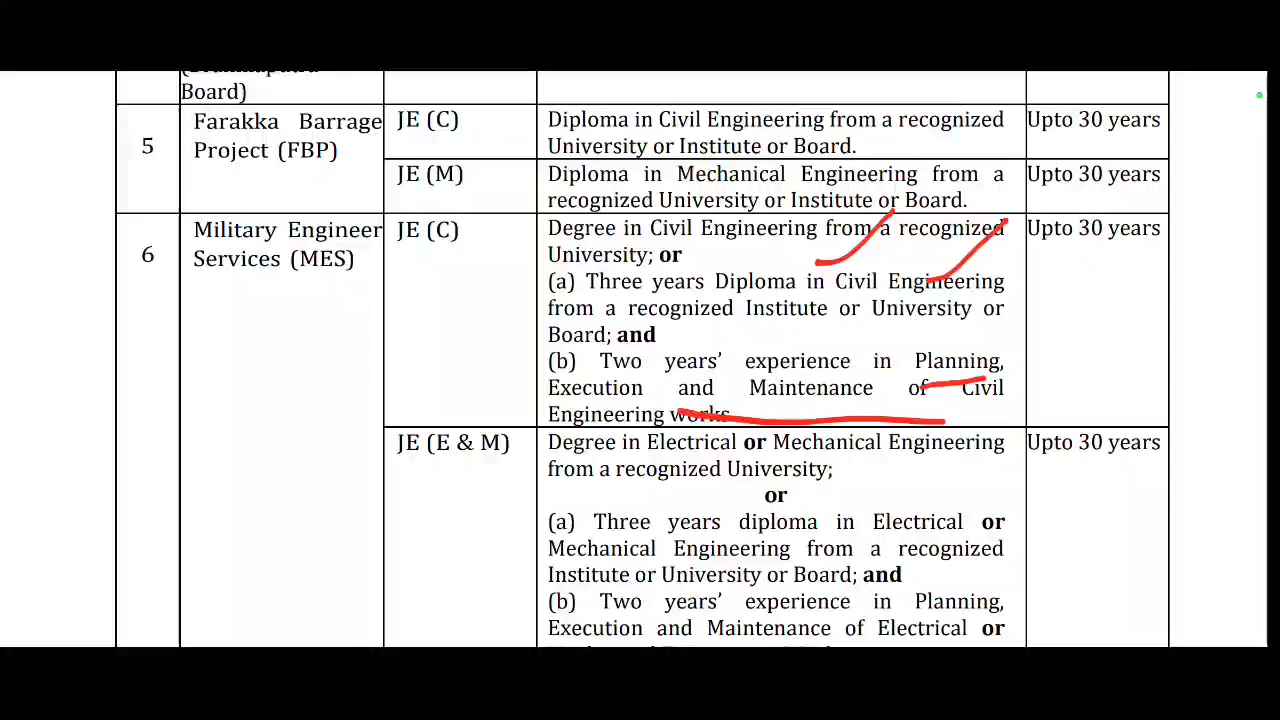 Board)
5
Farakka Barrage
Project (FBP)
JE (C)
Diploma in Civil Engineering from a recognized
University or Institute or Board.
Upto 30 years
JE (M)
Diploma in Mechanical Engineering from a
recognized University or Institute or Board.
Upto 30 years
6
Military Engineer
Services (MES)
JE (C)
Degree in Civil Engineering from a recognized
University; or
(a) Three years Diploma in Civil Engineering
from a recognized Institute or University or
Board; and
(b) Two years’ experience in Planning,
Execution and Maintenance of Civil
Engineering works
Upto 30 years
JE (E & M)
Degree in Electrical or Mechanical Engineering
from a recognized University;
or
(a) Three years diploma in Electrical or
Mechanical Engineering from a recognized
Institute or University or Board; and
(b) Two years’ experience in Planning,
Execution and Maintenance of Electrical or
Upto 30 years